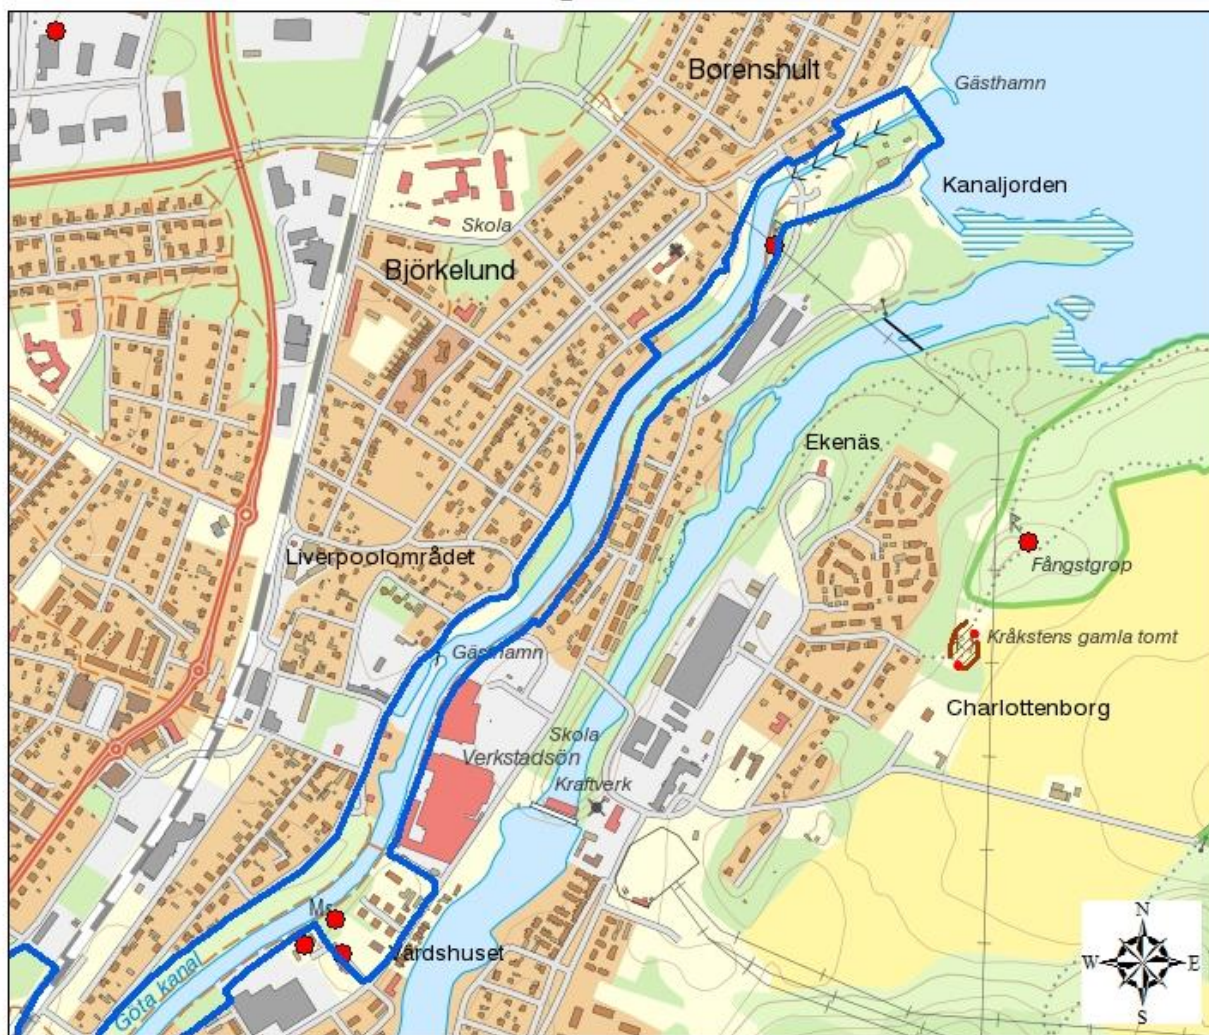 Borenshult
Gästhamn
Kanaljorden
Skola
Björkelund
Ekenäs
Liverpoolområdet
Fångstgrop
Gästhamn
Kråkstens gamla tomt
Charlottenborg
Skola
Verkstadsön
Kraftverk
Ms
Värdshuset
Göta kanal
N
W E
S